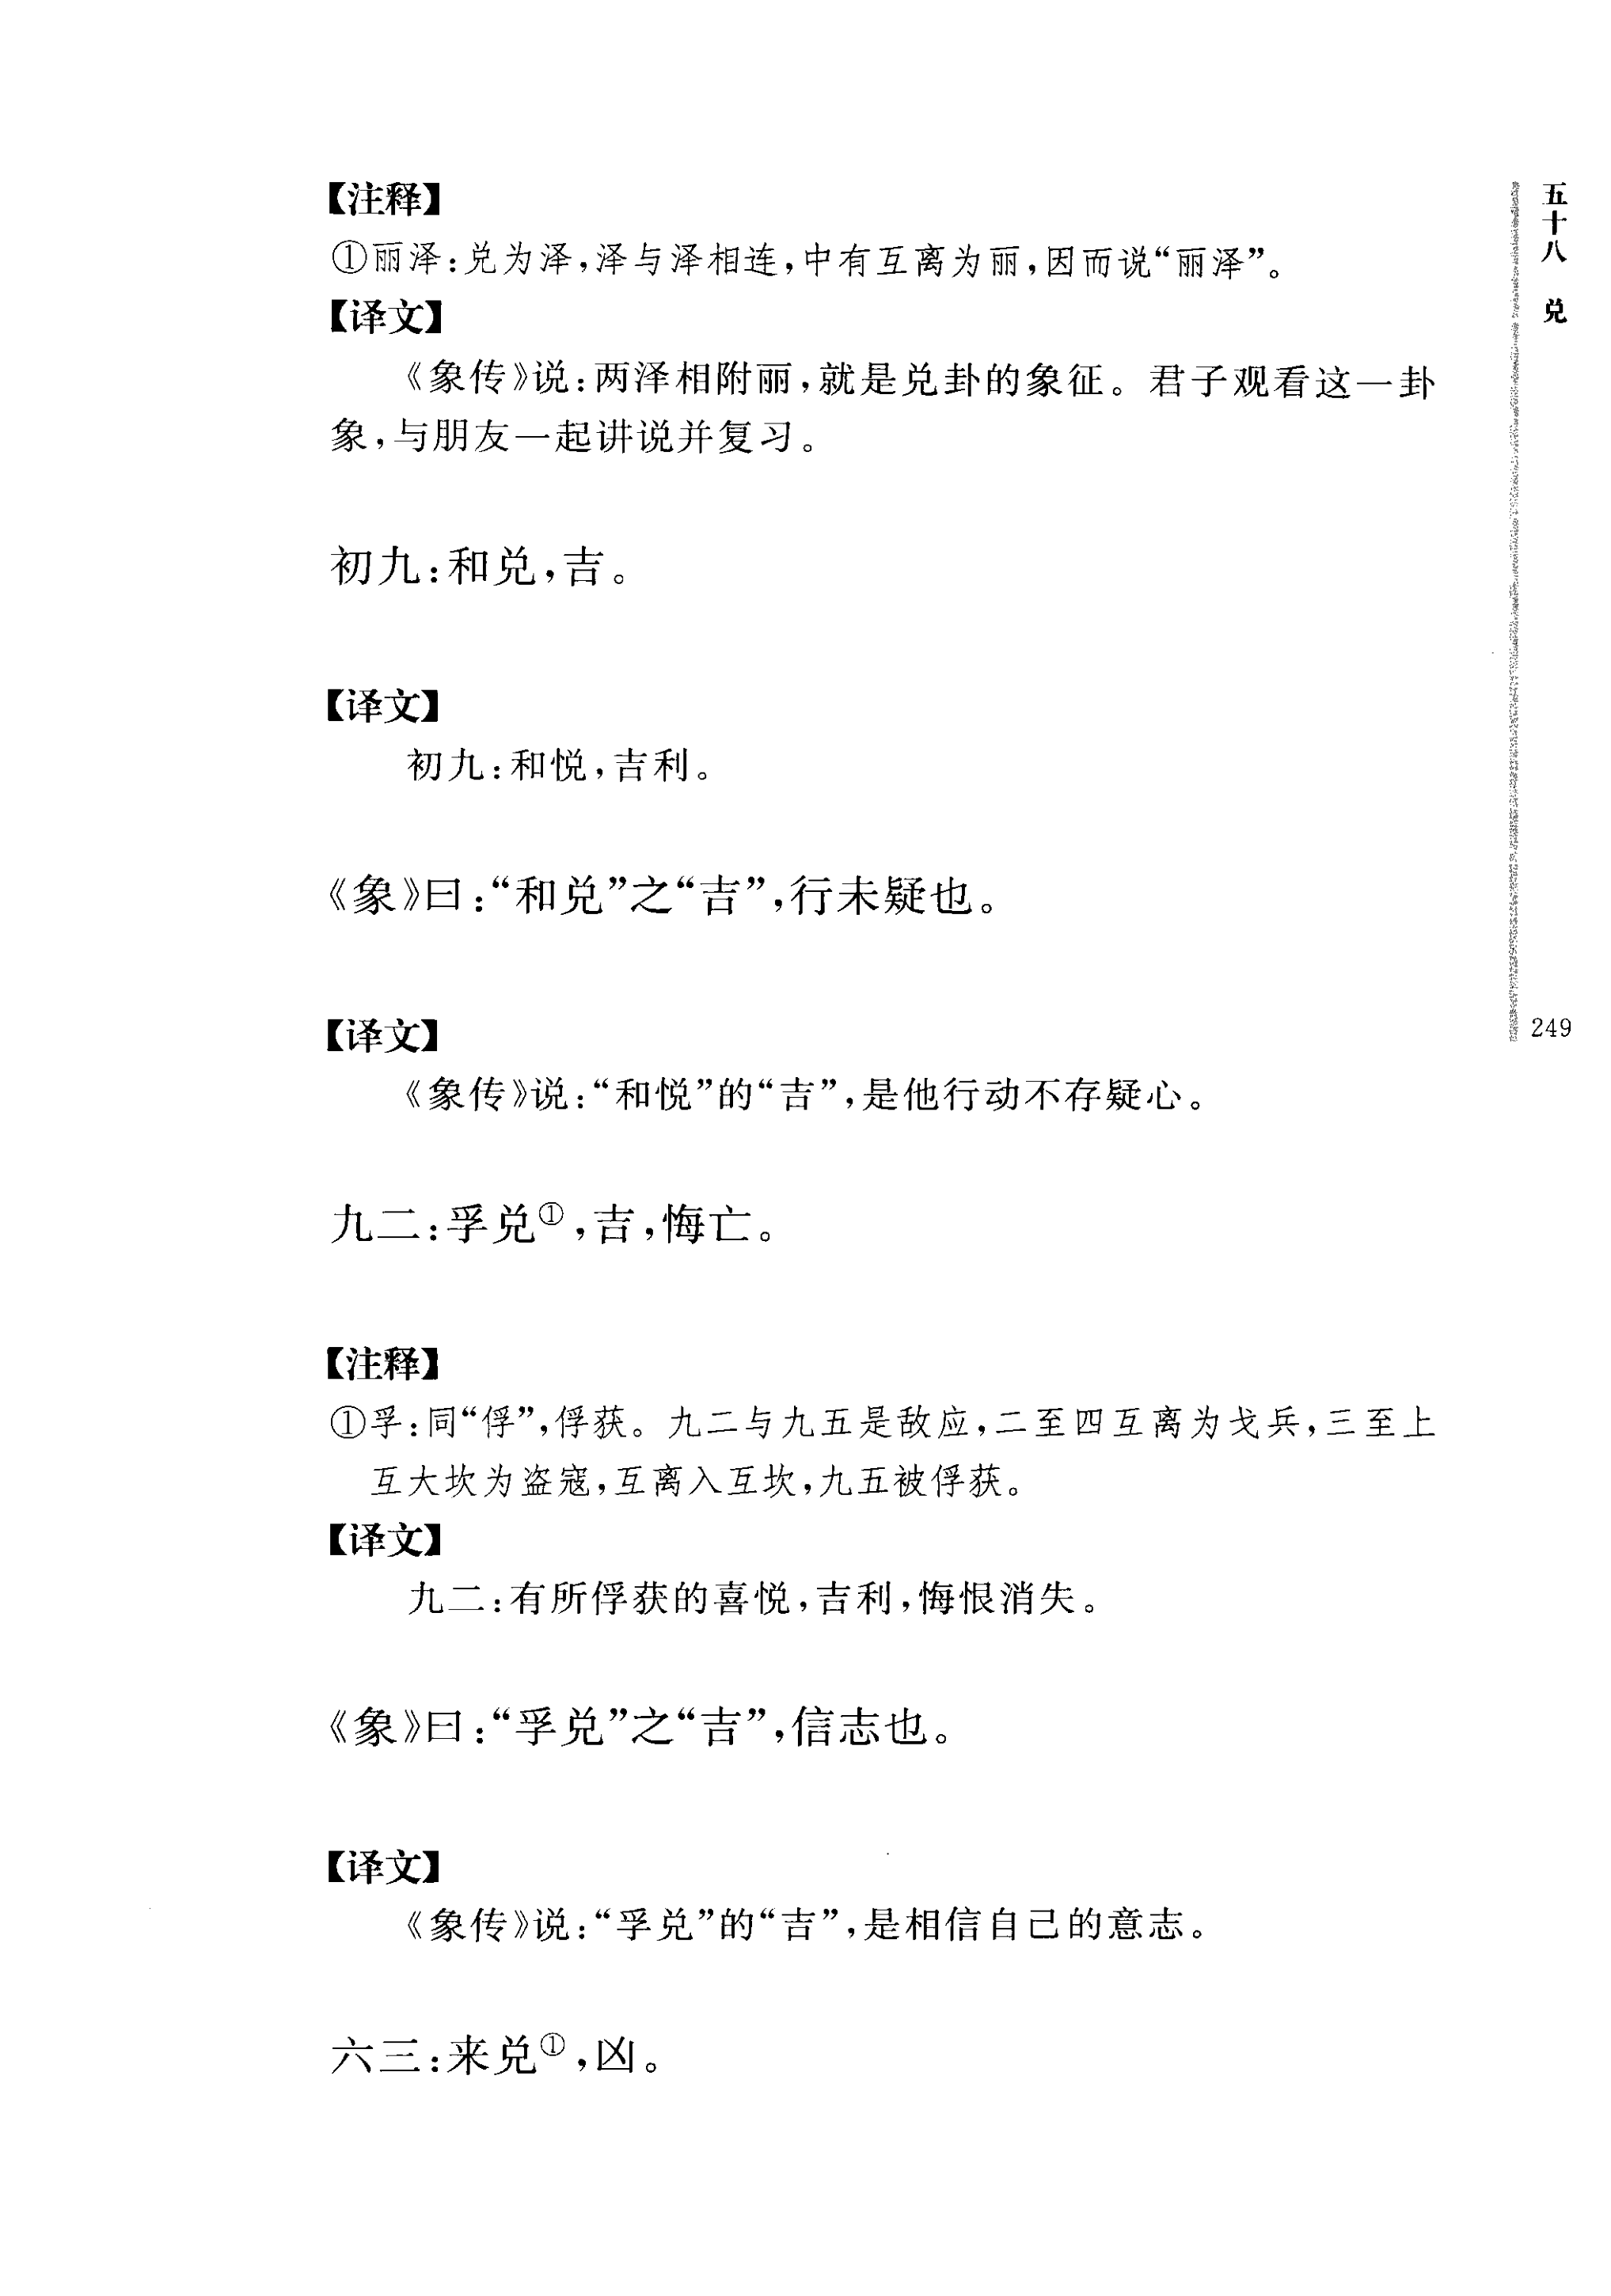 【注释】
①丽泽:兑为泽,泽与泽相连,中有互离为丽,因而说“丽泽”。
【译文】
《象传》说:两泽相附丽,就是兑卦的象征。君子观看这一卦
象,与朋友一起讲说并复习。
初九:和兑,吉。
【译文】
初九:和悦,吉利。
《象》曰:“和兑”之“吉”,行未疑也。
【译文】
《象传》说:“和悦”的“吉”,是他行动不存疑心。
九二:孚兑①,吉,悔亡。
【注释】
①孚:同“俘”,俘获。九二与九五是敌应,二至四互离为戈兵,三至上
互大坎为盗寇,互离入互坎,九五被俘获。
【译文】
九二:有所俘获的喜悦,吉利,悔恨消失。
《象》曰:“孚兑”之“吉”,信志也。
【译文】
《象传》说:“孚兑”的“吉”,是相信自己的意志。
六三:来兑①,凶。
五十八 兑
249